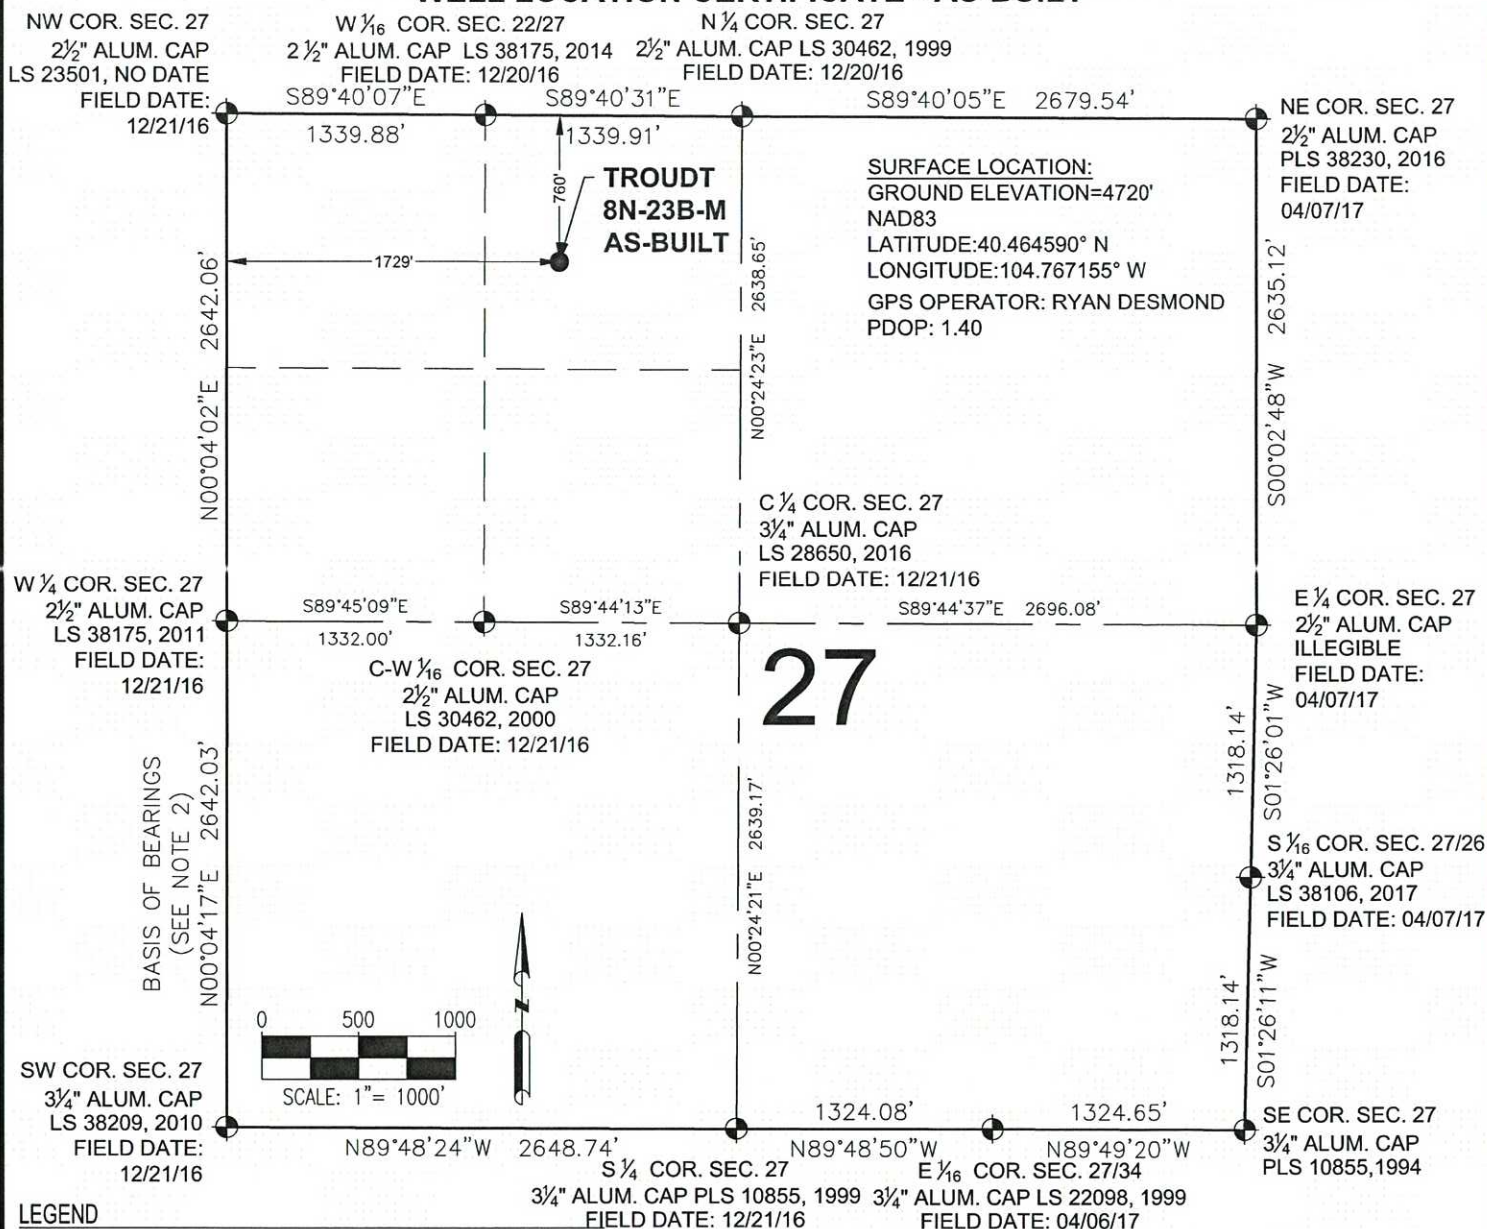 NW COR. SEC. 27
2½" ALUM. CAP
LS 23501, NO DATE
FIELD DATE:
12/21/16
W 1⁄16 COR. SEC. 22/27
2 ½" ALUM. CAP LS 38175, 2014
FIELD DATE: 12/20/16
N ¼ COR. SEC. 27
2½" ALUM. CAP LS 30462, 1999
FIELD DATE: 12/20/16
S89°40'07"E
1339.88'
S89°40'31"E
1339.91'
S89°40'05"E 2679.54'
NE COR. SEC. 27
2½" ALUM. CAP
PLS 38230, 2016
FIELD DATE:
04/07/17
760'
TROUDT
8N-23B-M
AS-BUILT
1729'
SURFACE LOCATION:
GROUND ELEVATION=4720'
NAD83
LATITUDE:40.464590° N
LONGITUDE:104.767155° W
GPS OPERATOR: RYAN DESMOND
PDOP: 1.40
N00°04'02"E 2642.06'
N00°24'23"E 2638.65'
S00°02'48"W 2635.12'
C ¼ COR. SEC. 27
3¼" ALUM. CAP
LS 28650, 2016
FIELD DATE: 12/21/16
W ¼ COR. SEC. 27
2½" ALUM. CAP
LS 38175, 2011
FIELD DATE:
12/21/16
S89°45'09"E
1332.00'
S89°44'13"E
1332.16'
S89°44'37"E 2696.08'
E ¼ COR. SEC. 27
2½" ALUM. CAP
ILLEGIBLE
FIELD DATE:
04/07/17
C-W 1⁄16 COR. SEC. 27
2½" ALUM. CAP
LS 30462, 2000
FIELD DATE: 12/21/16
27
BASIS OF BEARINGS
(SEE NOTE 2)
N00°04'17"E 2642.03'
N00°24'21"E 2639.17'
1318.14'
S01°26'01"W
S 1⁄16 COR. SEC. 27/26
3¼" ALUM. CAP
LS 38106, 2017
FIELD DATE: 04/07/17
1318.14'
S01°26'11"W
0 500 1000
SCALE: 1"= 1000'
N
SW COR. SEC. 27
3¼" ALUM. CAP
LS 38209, 2010
FIELD DATE:
12/21/16
N89°48'24"W 2648.74'
1324.08'
N89°48'50"W
1324.65'
N89°49'20"W
SE COR. SEC. 27
3¼" ALUM. CAP
PLS 10855,1994
S ¼ COR. SEC. 27
3¼" ALUM. CAP PLS 10855, 1999
FIELD DATE: 12/21/16
E 1⁄16 COR. SEC. 27/34
3¼" ALUM. CAP LS 22098, 1999
FIELD DATE: 04/06/17
LEGEND